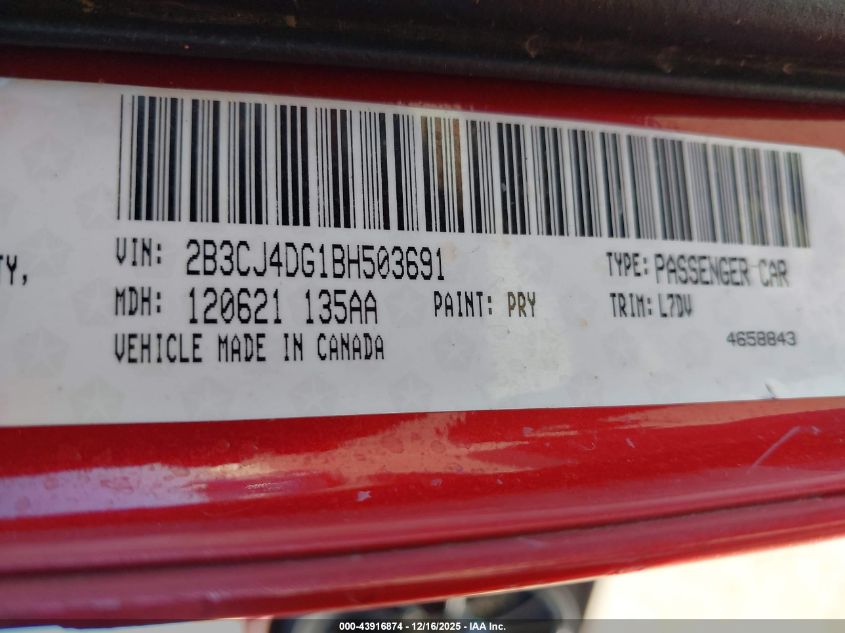 TY,
VIN: 2B3CJ4DG1BH503691
TYPE: PASSENGER CAR
MDH: 120621 135AA
PAINT: PRY
TRIM: L7DV
VEHICLE MADE IN CANADA
4658843
000-43916874 | 12/16/2025 - IAA Inc.